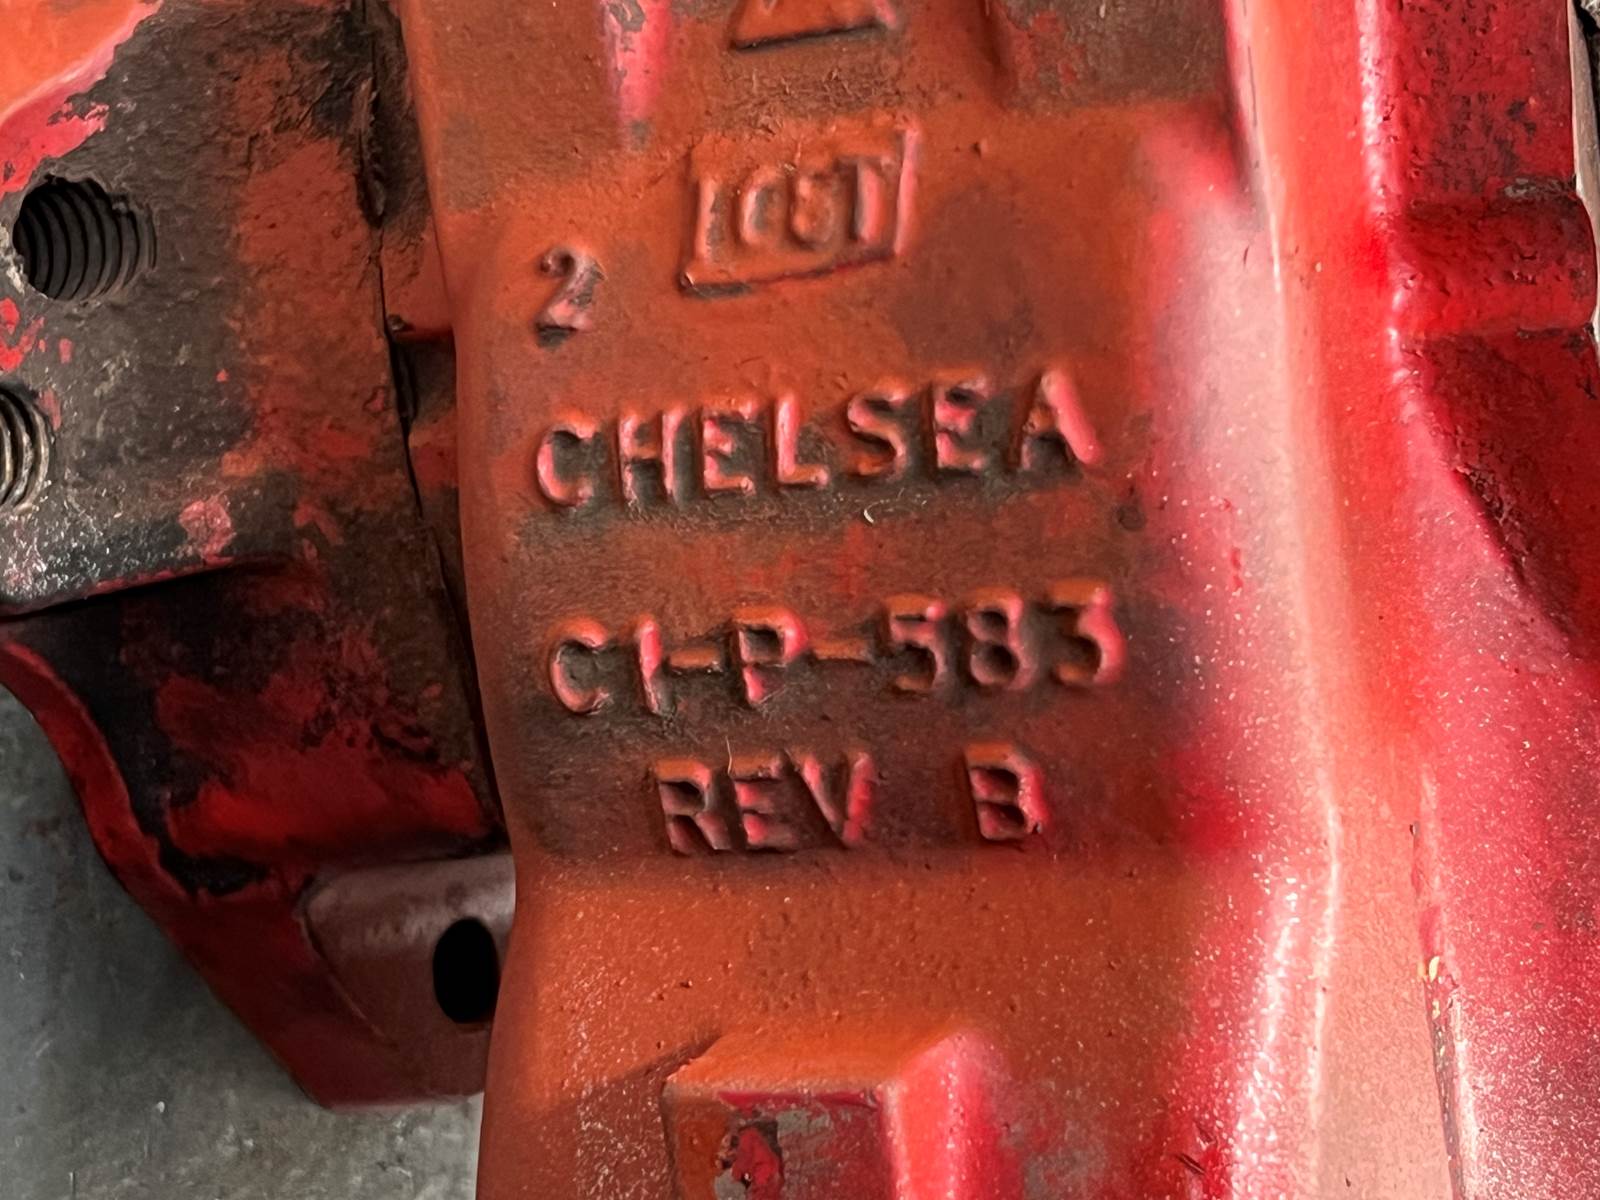 2
CHELSEA
C1-P-583
REV B